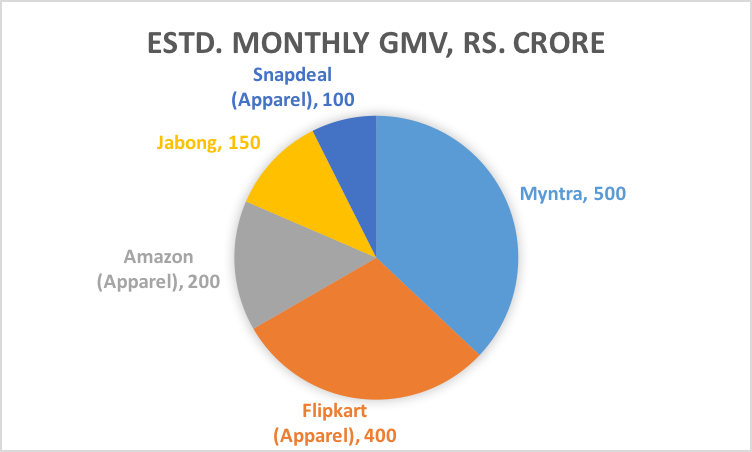 ESTD. MONTHLY GMV, RS. CRORE
Snapdeal
(Apparel), 100
Jabong, 150
Myntra, 500
Amazon
(Apparel), 200
Flipkart
(Apparel), 400